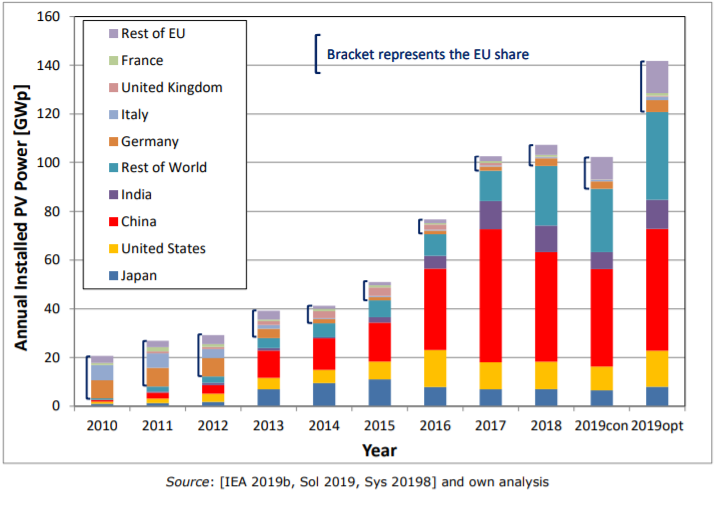 160
140
120
100
80
60
40
20
0
Annual Installed PV Power [GWp]
Rest of EU
France
United Kingdom
Italy
Germany
Rest of World
India
China
United States
Japan
Bracket represents the EU share
2010 2011 2012 2013 2014 2015 2016 2017 2018 2019con 2019opt
Year
Source: [IEA 2019b, Sol 2019, Sys 20198] and own analysis